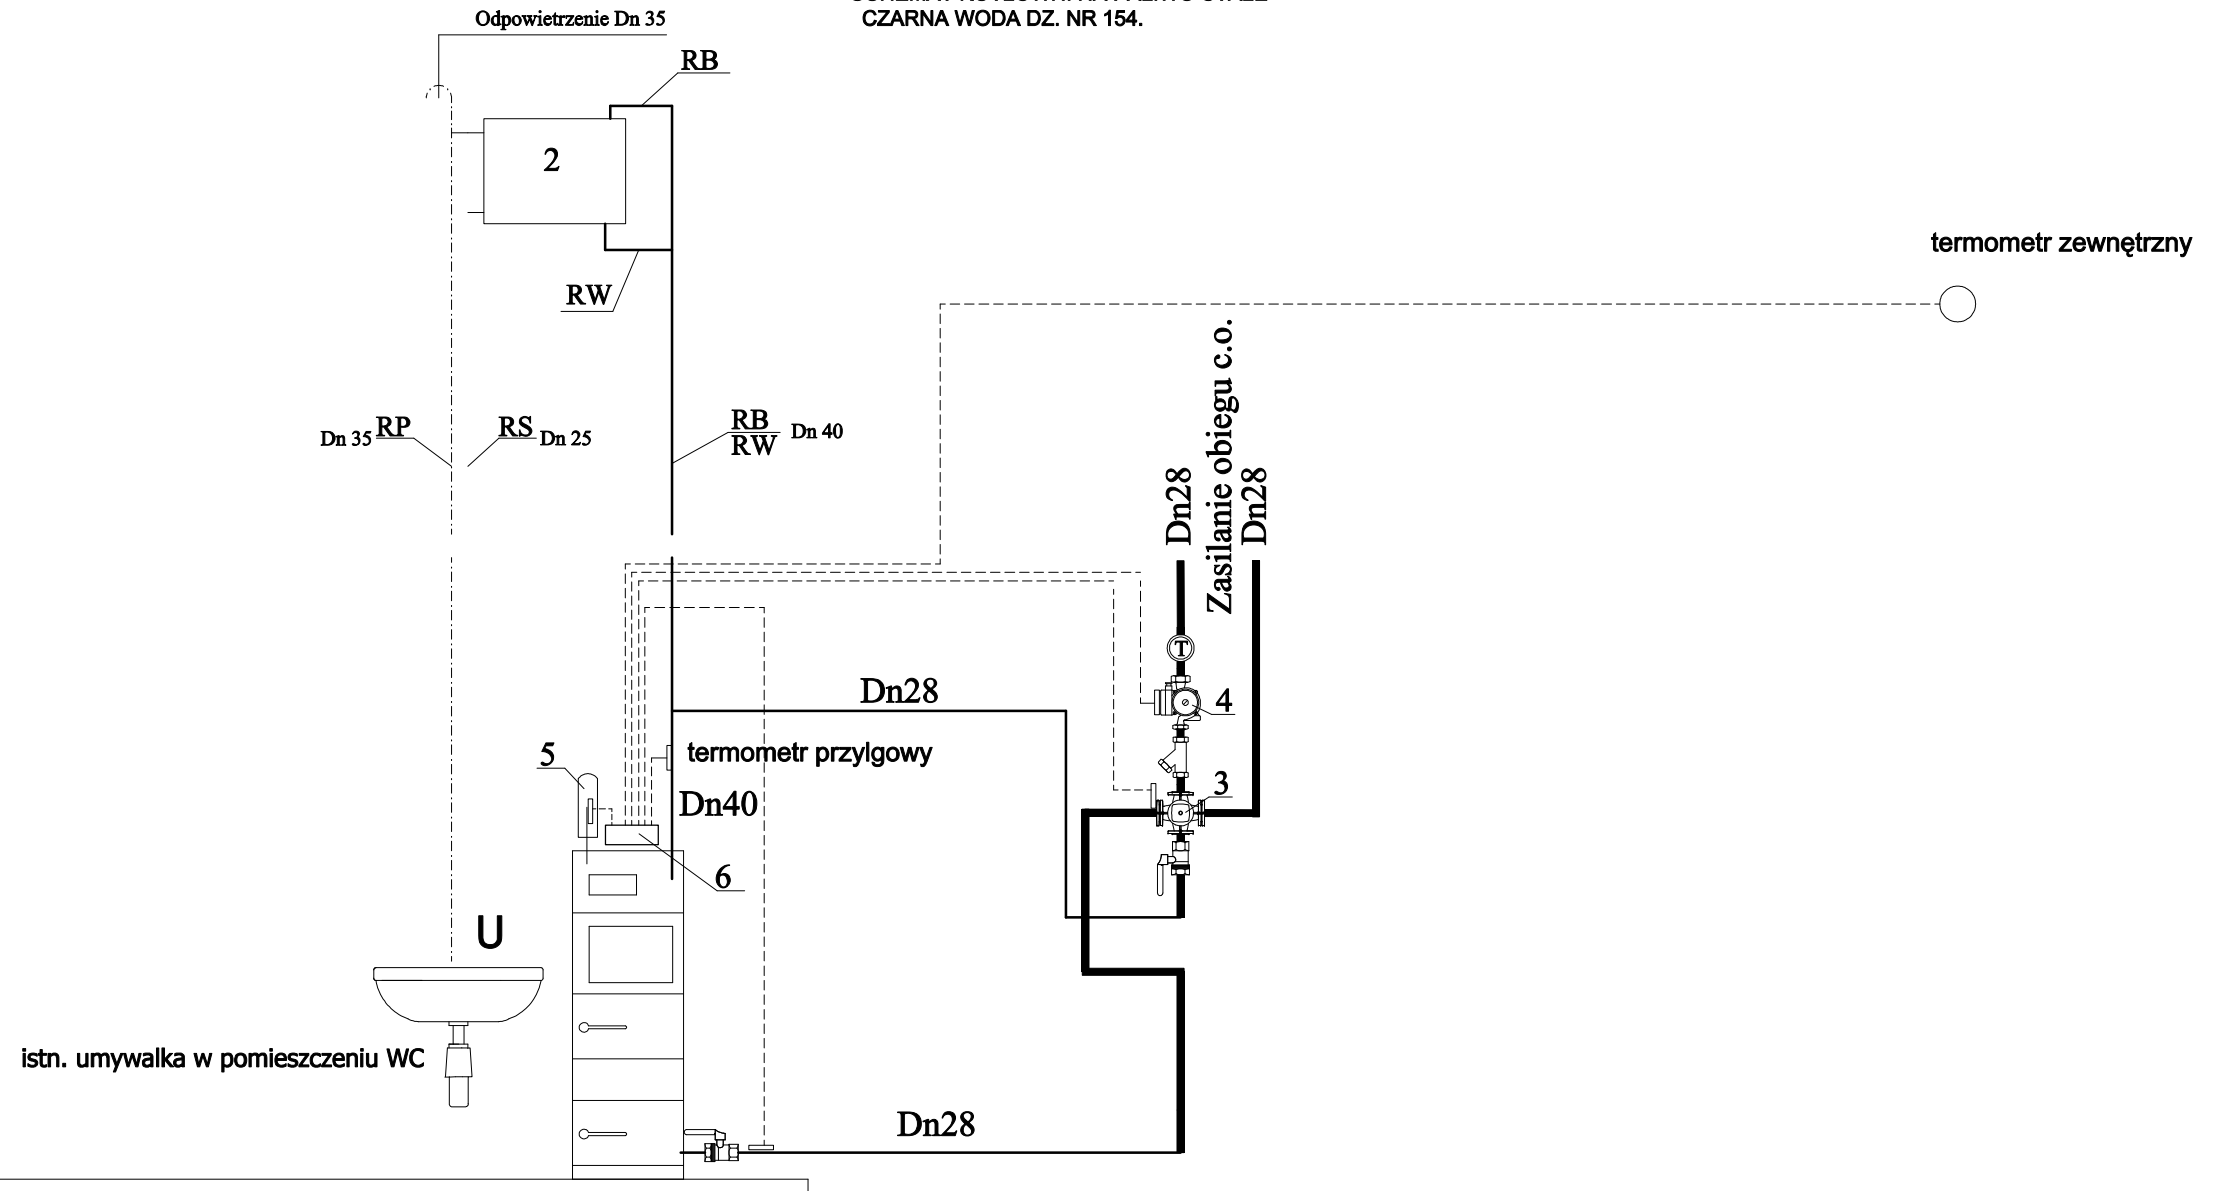 CZARNA WODA DZ. NR 154.
Odpowietrzenie Dn 35
RB
2
RW
termometr zewnętrzny
Zasilanie obiegu c.o.
Dn 35 RP
RS Dn 25
RB
RW
Dn 40
Dn28
Dn28
T
4
Dn28
termometr przylgowy
5
3
Dn40
6
U
istn. umywalka w pomieszczeniu WC
Dn28